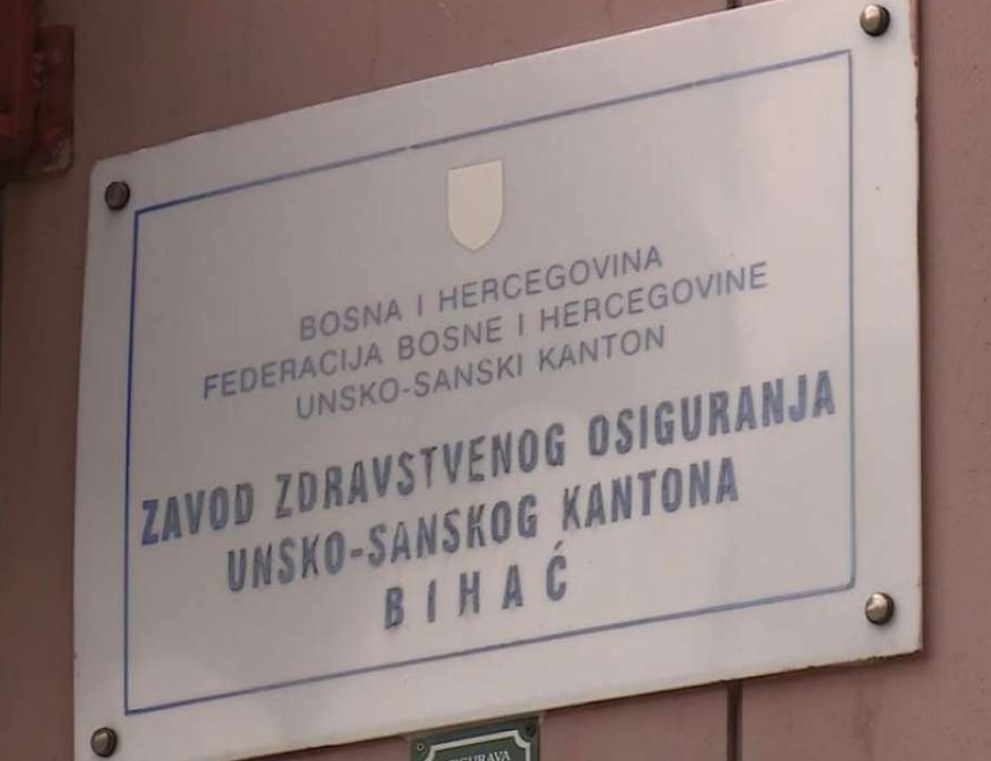 BOSNA I HERCEGOVINA
FEDERACIJA BOSNE I HERCEGOVINE
UNSKO-SANSKI KANTON
ZAVOD ZDRAVSTVENOG OSIGURANJA
UNSKO-SANSKOG KANTONA
BIHAĆ